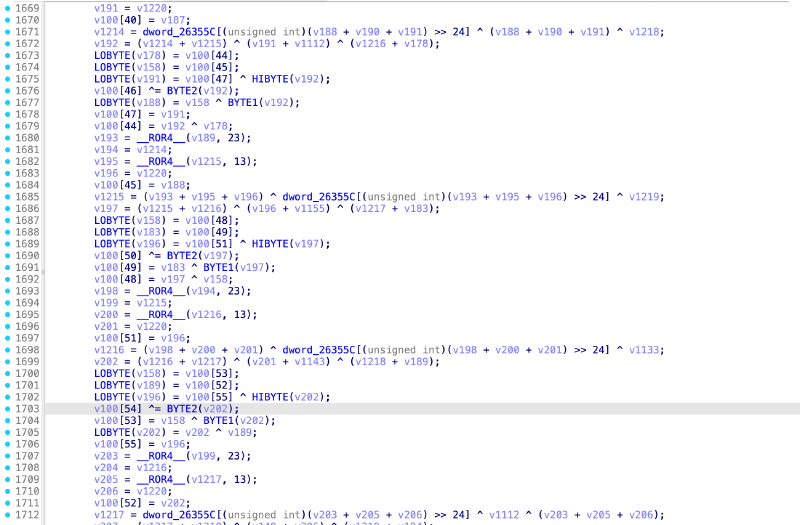 1669 v191 = v1220;
1670 v100[40] = v187;
1671 v1214 = dword_26355C[(unsigned int)(v188 + v190 + v191) >> 24] ^ (v188 + v190 + v191) ^ v1218;
1672 v192 = (v1214 + v1215) ^ (v191 + v1112) ^ (v1216 + v178);
1673 LOBYTE(v178) = v100[44];
1674 LOBYTE(v158) = v100[45];
1675 LOBYTE(v191) = v100[47] ^ HIBYTE(v192);
1676 v100[46] ^= BYTE2(v192);
1677 LOBYTE(v188) = v158 ^ BYTE1(v192);
1678 v100[47] = v191;
1679 v100[44] = v192 ^ v178;
1680 v193 = __ROR4__(v189, 23);
1681 v194 = v1214;
1682 v195 = __ROR4__(v1215, 13);
1683 v196 = v1220;
1684 v100[45] = v188;
1685 v1215 = (v193 + v195 + v196) ^ dword_26355C[(unsigned int)(v193 + v195 + v196) >> 24] ^ v1219;
1686 v197 = (v1215 + v1216) ^ (v196 + v1155) ^ (v1217 + v183);
1687 LOBYTE(v158) = v100[48];
1688 LOBYTE(v183) = v100[49];
1689 LOBYTE(v196) = v100[51] ^ HIBYTE(v197);
1690 v100[50] ^= BYTE2(v197);
1691 v100[49] = v183 ^ BYTE1(v197);
1692 v100[48] = v197 ^ v158;
1693 v198 = __ROR4__(v194, 23);
1694 v199 = v1215;
1695 v200 = __ROR4__(v1216, 13);
1696 v201 = v1220;
1697 v100[51] = v196;
1698 v1216 = (v198 + v200 + v201) ^ dword_26355C[(unsigned int)(v198 + v200 + v201) >> 24] ^ v1133;
1699 v202 = (v1216 + v1217) ^ (v201 + v1143) ^ (v1218 + v189);
1700 LOBYTE(v158) = v100[53];
1701 LOBYTE(v189) = v100[52];
1702 LOBYTE(v196) = v100[55] ^ HIBYTE(v202);
1703 v100[54] ^= BYTE2(v202);
1704 v100[53] = v158 ^ BYTE1(v202);
1705 LOBYTE(v202) = v202 ^ v189;
1706 v100[55] = v196;
1707 v203 = __ROR4__(v199, 23);
1708 v204 = v1216;
1709 v205 = __ROR4__(v1217, 13);
1710 v206 = v1220;
1711 v100[52] = v202;
1712 v1217 = dword_26355C[(unsigned int)(v203 + v205 + v206) >> 24] ^ v1112 ^ (v203 + v205 + v206);